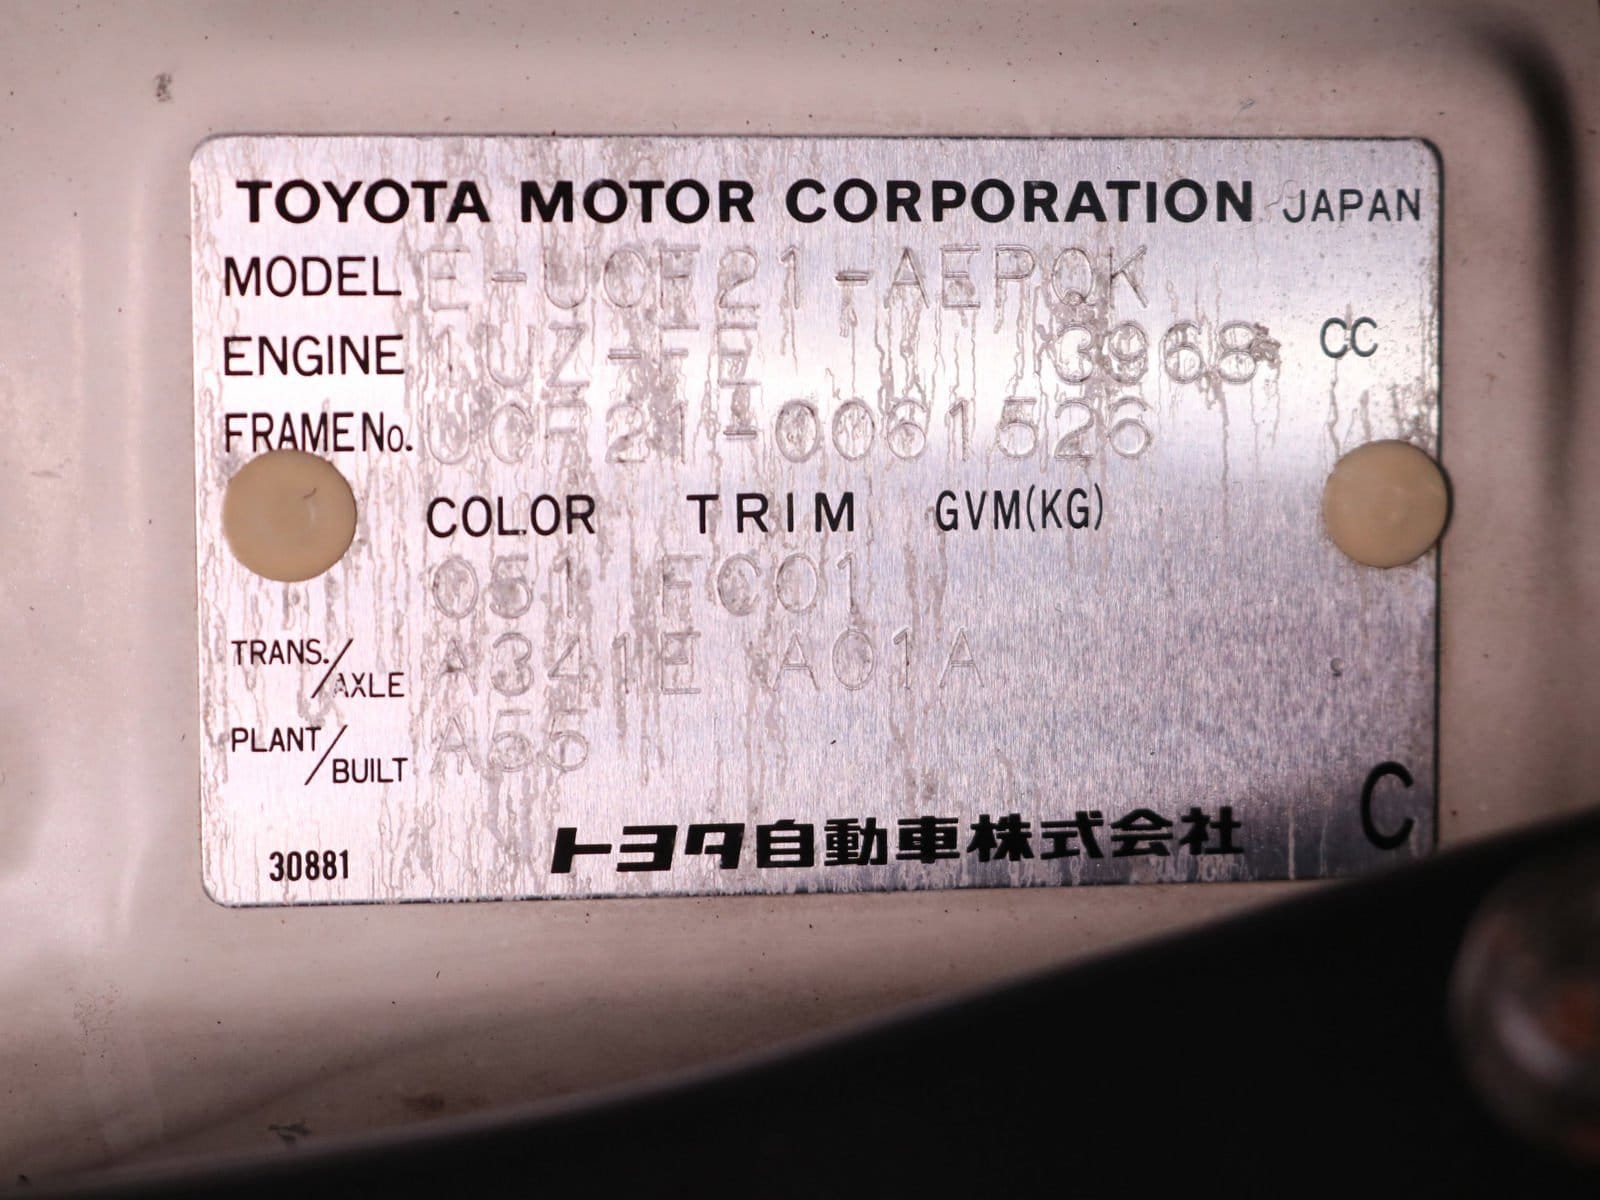 TOYOTA MOTOR CORPORATION JAPAN
MODEL E-UCF21-AEPQK
ENGINE 1UZ-FE 3968 CC
FRAME No. UCF21-0061526
COLOR TRIM GVM(KG)
051 FC01
TRANS./AXLE A341E A01A
PLANT/BUILT A55
C
30881 トヨタ自動車株式会社